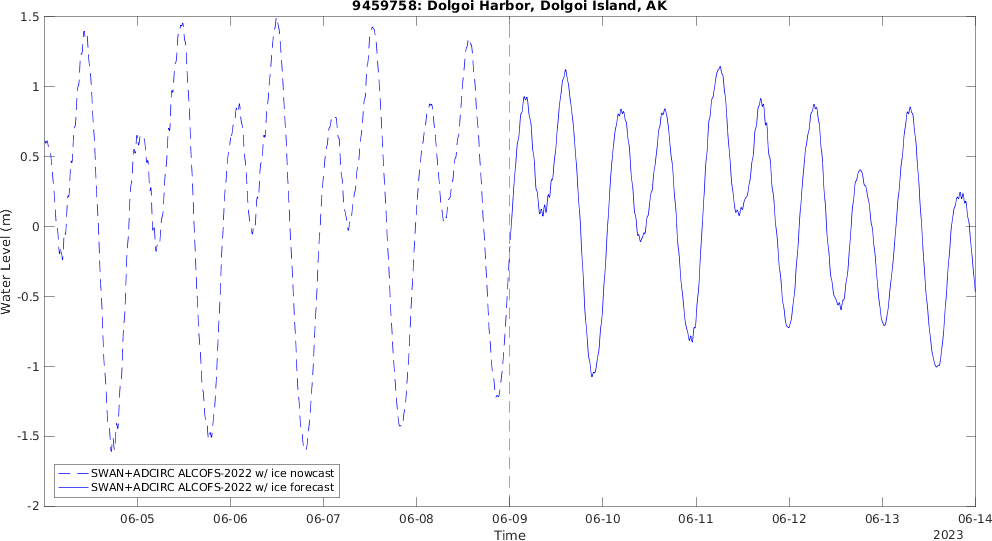 9459758: Dolgoi Harbor, Dolgoi Island, AK
1.5
1
0.5
0
-0.5
-1
-1.5
-2
Water Level (m)
SWAN+ADCIRC ALCOFS-2022 w/ ice nowcast
SWAN+ADCIRC ALCOFS-2022 w/ ice forecast
06-05 06-06 06-07 06-08 06-09 06-10 06-11 06-12 06-13 06-14
Time
2023